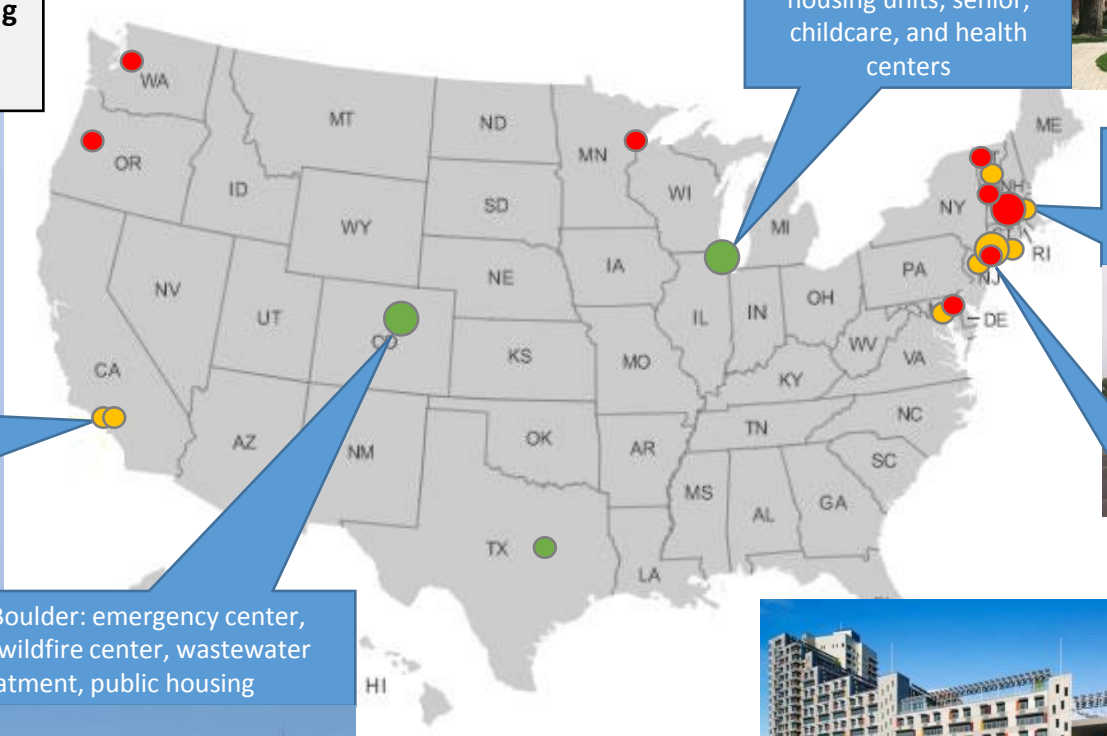 g
housing units, senior,
childcare, and health
centers
WA
MT
ND
MN
ME
OR
ID
SD
WI
NH
NY
WY
MI
RI
IA
PA
NE
NJ
NV
OH
UT
IL
IN
DE
CO
WV
VA
KS
MO
CA
KY
NC
TN
AZ
OK
NM
AR
SC
MS
GA
AL
TX
LA
Boulder: emergency center,
wildfire center, wastewater
atment, public housing
HI